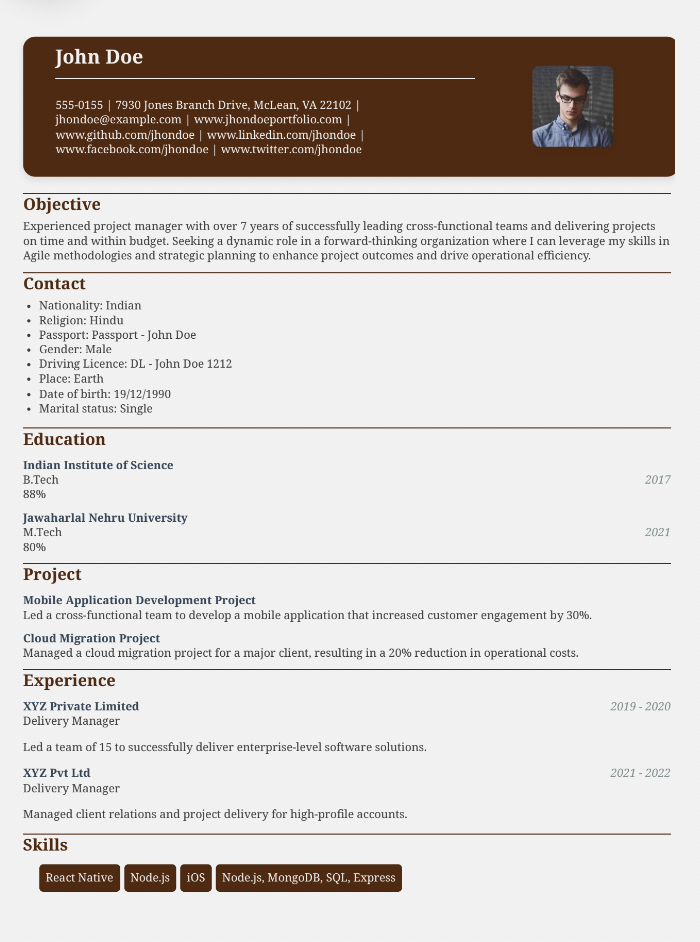 John Doe
555-0155 | 7930 Jones Branch Drive, McLean, VA 22102 |
jhondoe@example.com | www.jhondoeportfolio.com |
www.github.com/jhondoe | www.linkedin.com/jhondoe |
www.facebook.com/jhondoe | www.twitter.com/jhondoe
Objective
Experienced project manager with over 7 years of successfully leading cross-functional teams and delivering projects
on time and within budget. Seeking a dynamic role in a forward-thinking organization where I can leverage my skills in
Agile methodologies and strategic planning to enhance project outcomes and drive operational efficiency.
Contact
• Nationality: Indian
• Religion: Hindu
• Passport: Passport - John Doe
• Gender: Male
• Driving Licence: DL - John Doe 1212
• Place: Earth
• Date of birth: 19/12/1990
• Marital status: Single
Education
Indian Institute of Science
B.Tech 2017
88%
Jawaharlal Nehru University
M.Tech 2021
80%
Project
Mobile Application Development Project
Led a cross-functional team to develop a mobile application that increased customer engagement by 30%.
Cloud Migration Project
Managed a cloud migration project for a major client, resulting in a 20% reduction in operational costs.
Experience
XYZ Private Limited 2019 - 2020
Delivery Manager
Led a team of 15 to successfully deliver enterprise-level software solutions.
XYZ Pvt Ltd 2021 - 2022
Delivery Manager
Managed client relations and project delivery for high-profile accounts.
Skills
React Native Node.js iOS Node.js, MongoDB, SQL, Express